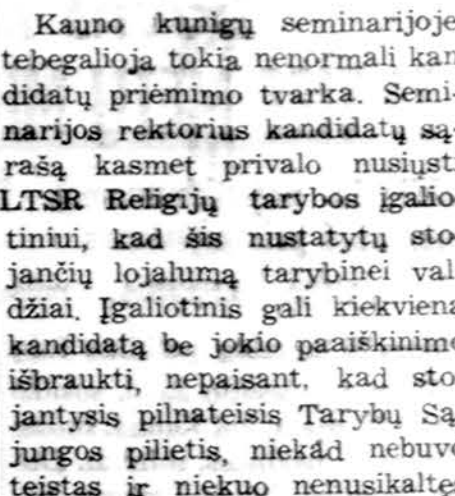 Kauno kunigų seminarijoje
tebegalioja tokia nenormali kan
didatų priėmimo tvarka. Semi-
narijos rektorius kandidatų są-
rašą kasmet privalo nusiųsti
LTSR Religijų tarybos įgalio
tiniui, kad šis nustatytų sto
jančių lojalumą tarybinei val
džiai. Įgaliotinis gali kiekvieną
kandidatą be jokio paaiškinimo
išbraukti, nepaisant, kad sto
jantysis pilnateisis Tarybų Są
jungos pilietis, niekad nebuvo
teistas ir niekuo nenusikaltęs